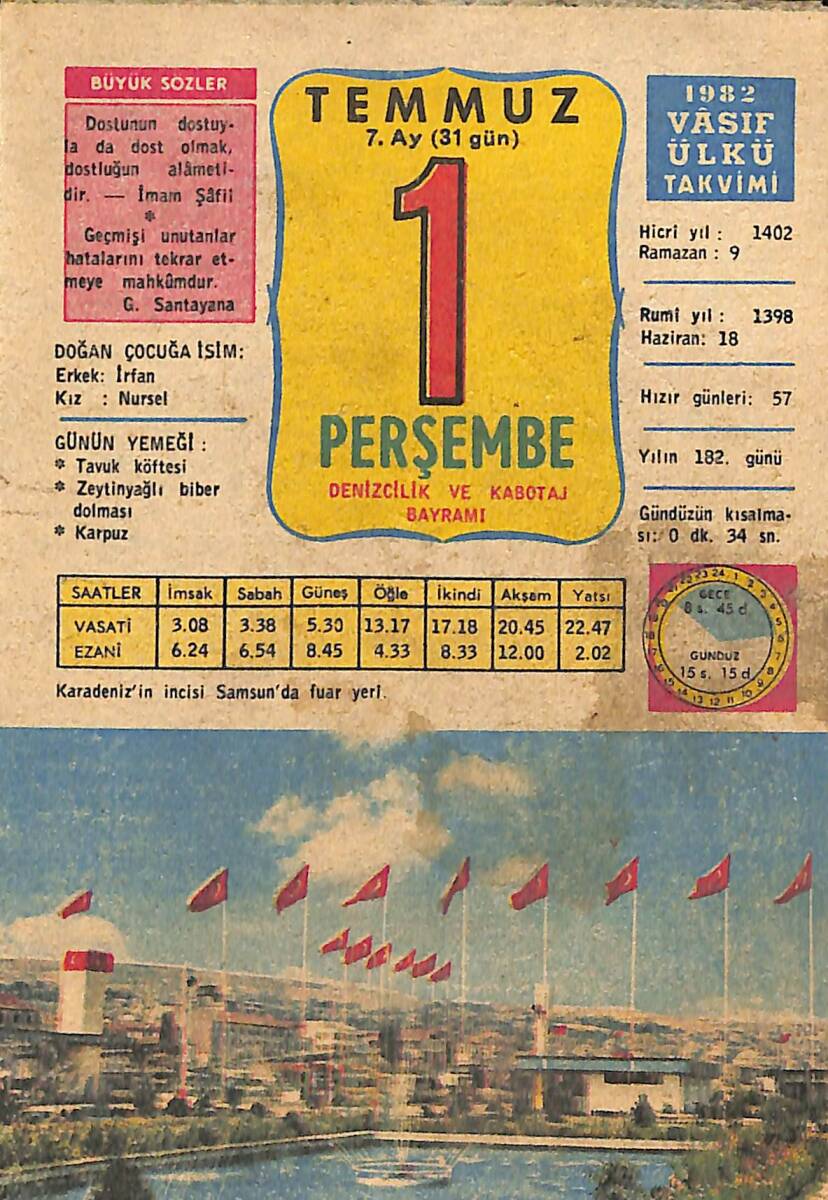 BÜYÜK SÖZLER
Dostunun dostuy-
la da dost olmak,
dostluğun alâmeti-
dir. — İmam Şâfii
*
Geçmişi unutanlar
hatalarını tekrar et-
meye mahkûmdur.
G. Santayana
DOĞAN ÇOCUĞA İSİM:
Erkek: İrfan
Kız : Nursel
GÜNÜN YEMEĞİ :
* Tavuk köftesi
* Zeytinyağlı biber
dolması
* Karpuz
TEMMUZ
7. Ay (31 gün)
1
PERŞEMBE
DENİZCİLİK VE KABOTAJ
BAYRAMI
1982
VÂSIF
ÜLKÜ
TAKVİMİ
Hicrî yıl : 1402
Ramazan : 9
Rumî yıl : 1398
Haziran: 18
Hızır günleri: 57
Yılın 182. günü
Gündüzün kısalma-
sı: 0 dk. 34 sn.
SAATLER İmsak Sabah Güneş Öğle İkindi Akşam Yatsı
VASATİ 3.08 3.38 5.30 13.17 17.18 20.45 22.47
EZANİ 6.24 6.54 8.45 4.33 8.33 12.00 2.02
GECE
8 s. 45 d.
GÜNDÜZ
15 s. 15 d.
Karadeniz'in incisi Samsun'da fuar yeri.